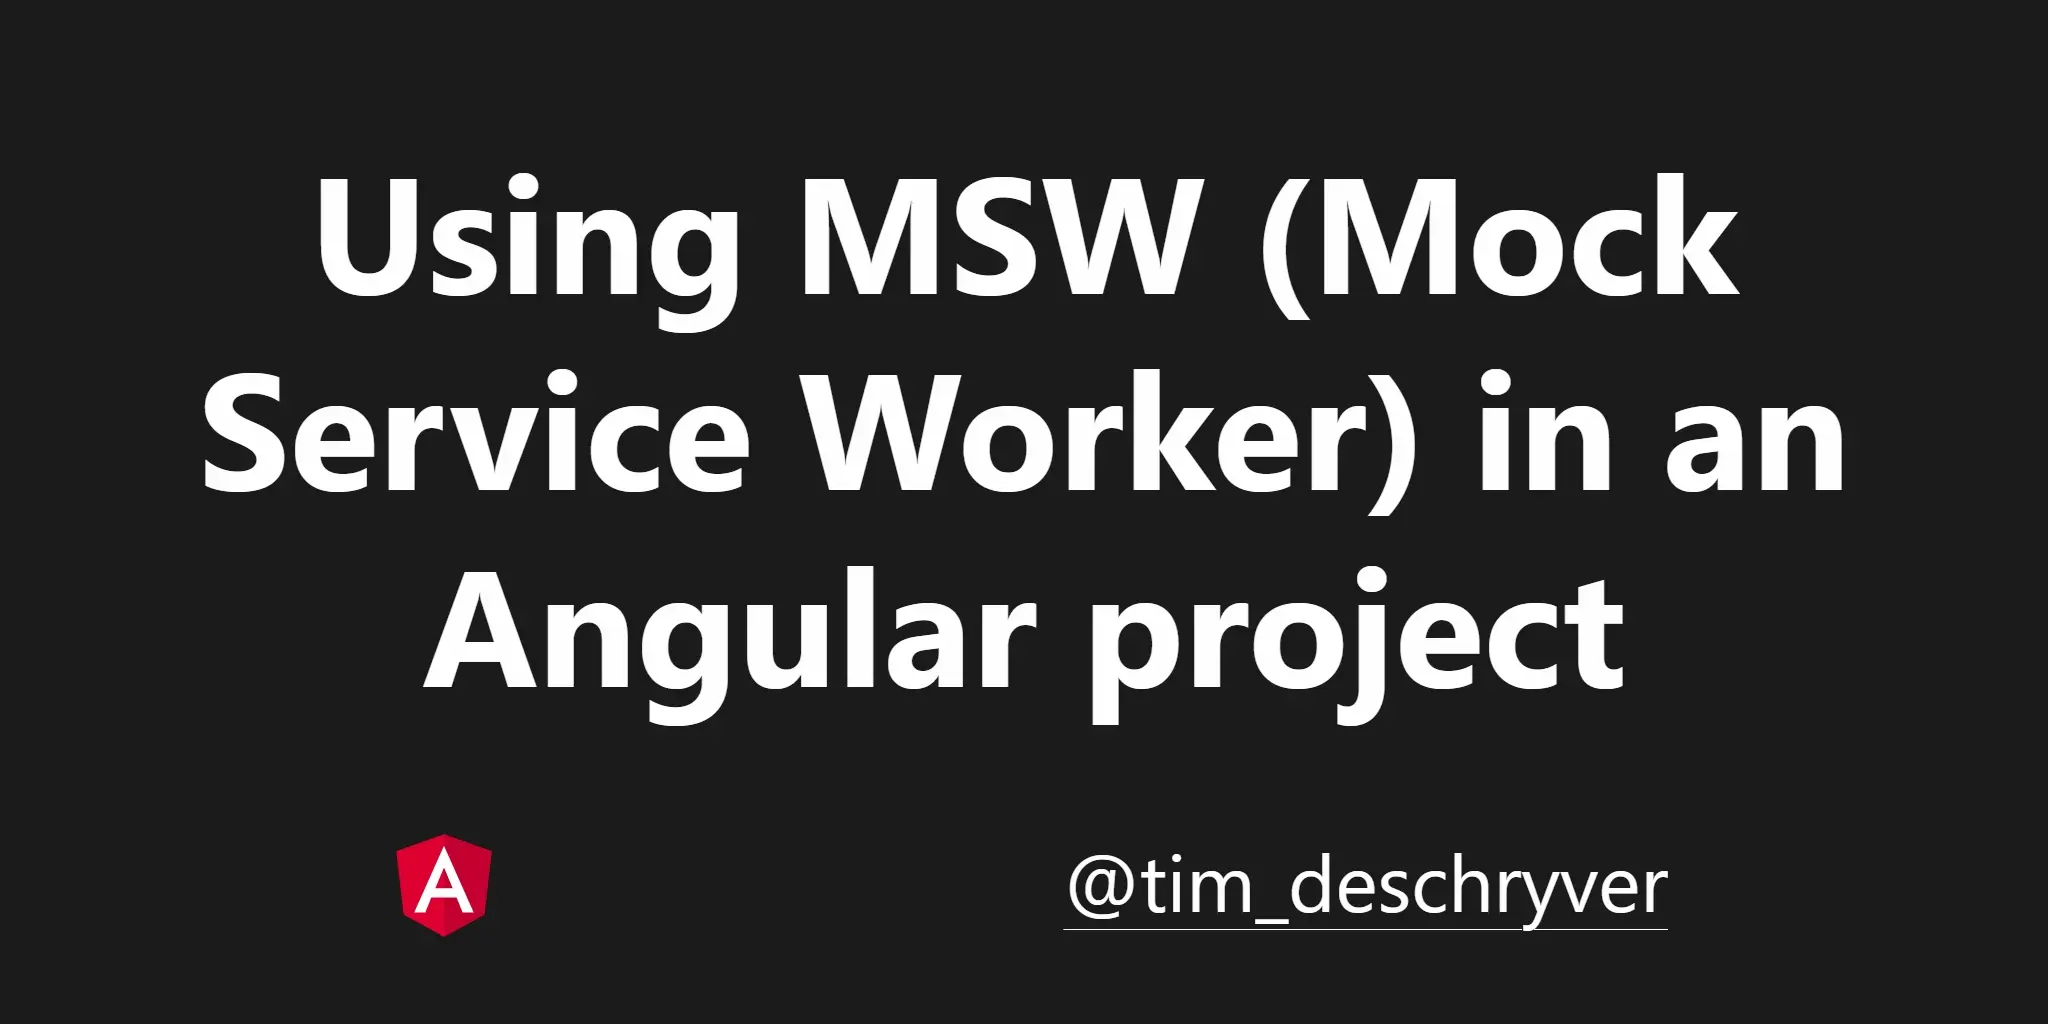 Using MSW (Mock
Service Worker) in an
Angular project
A
@tim_deschryver